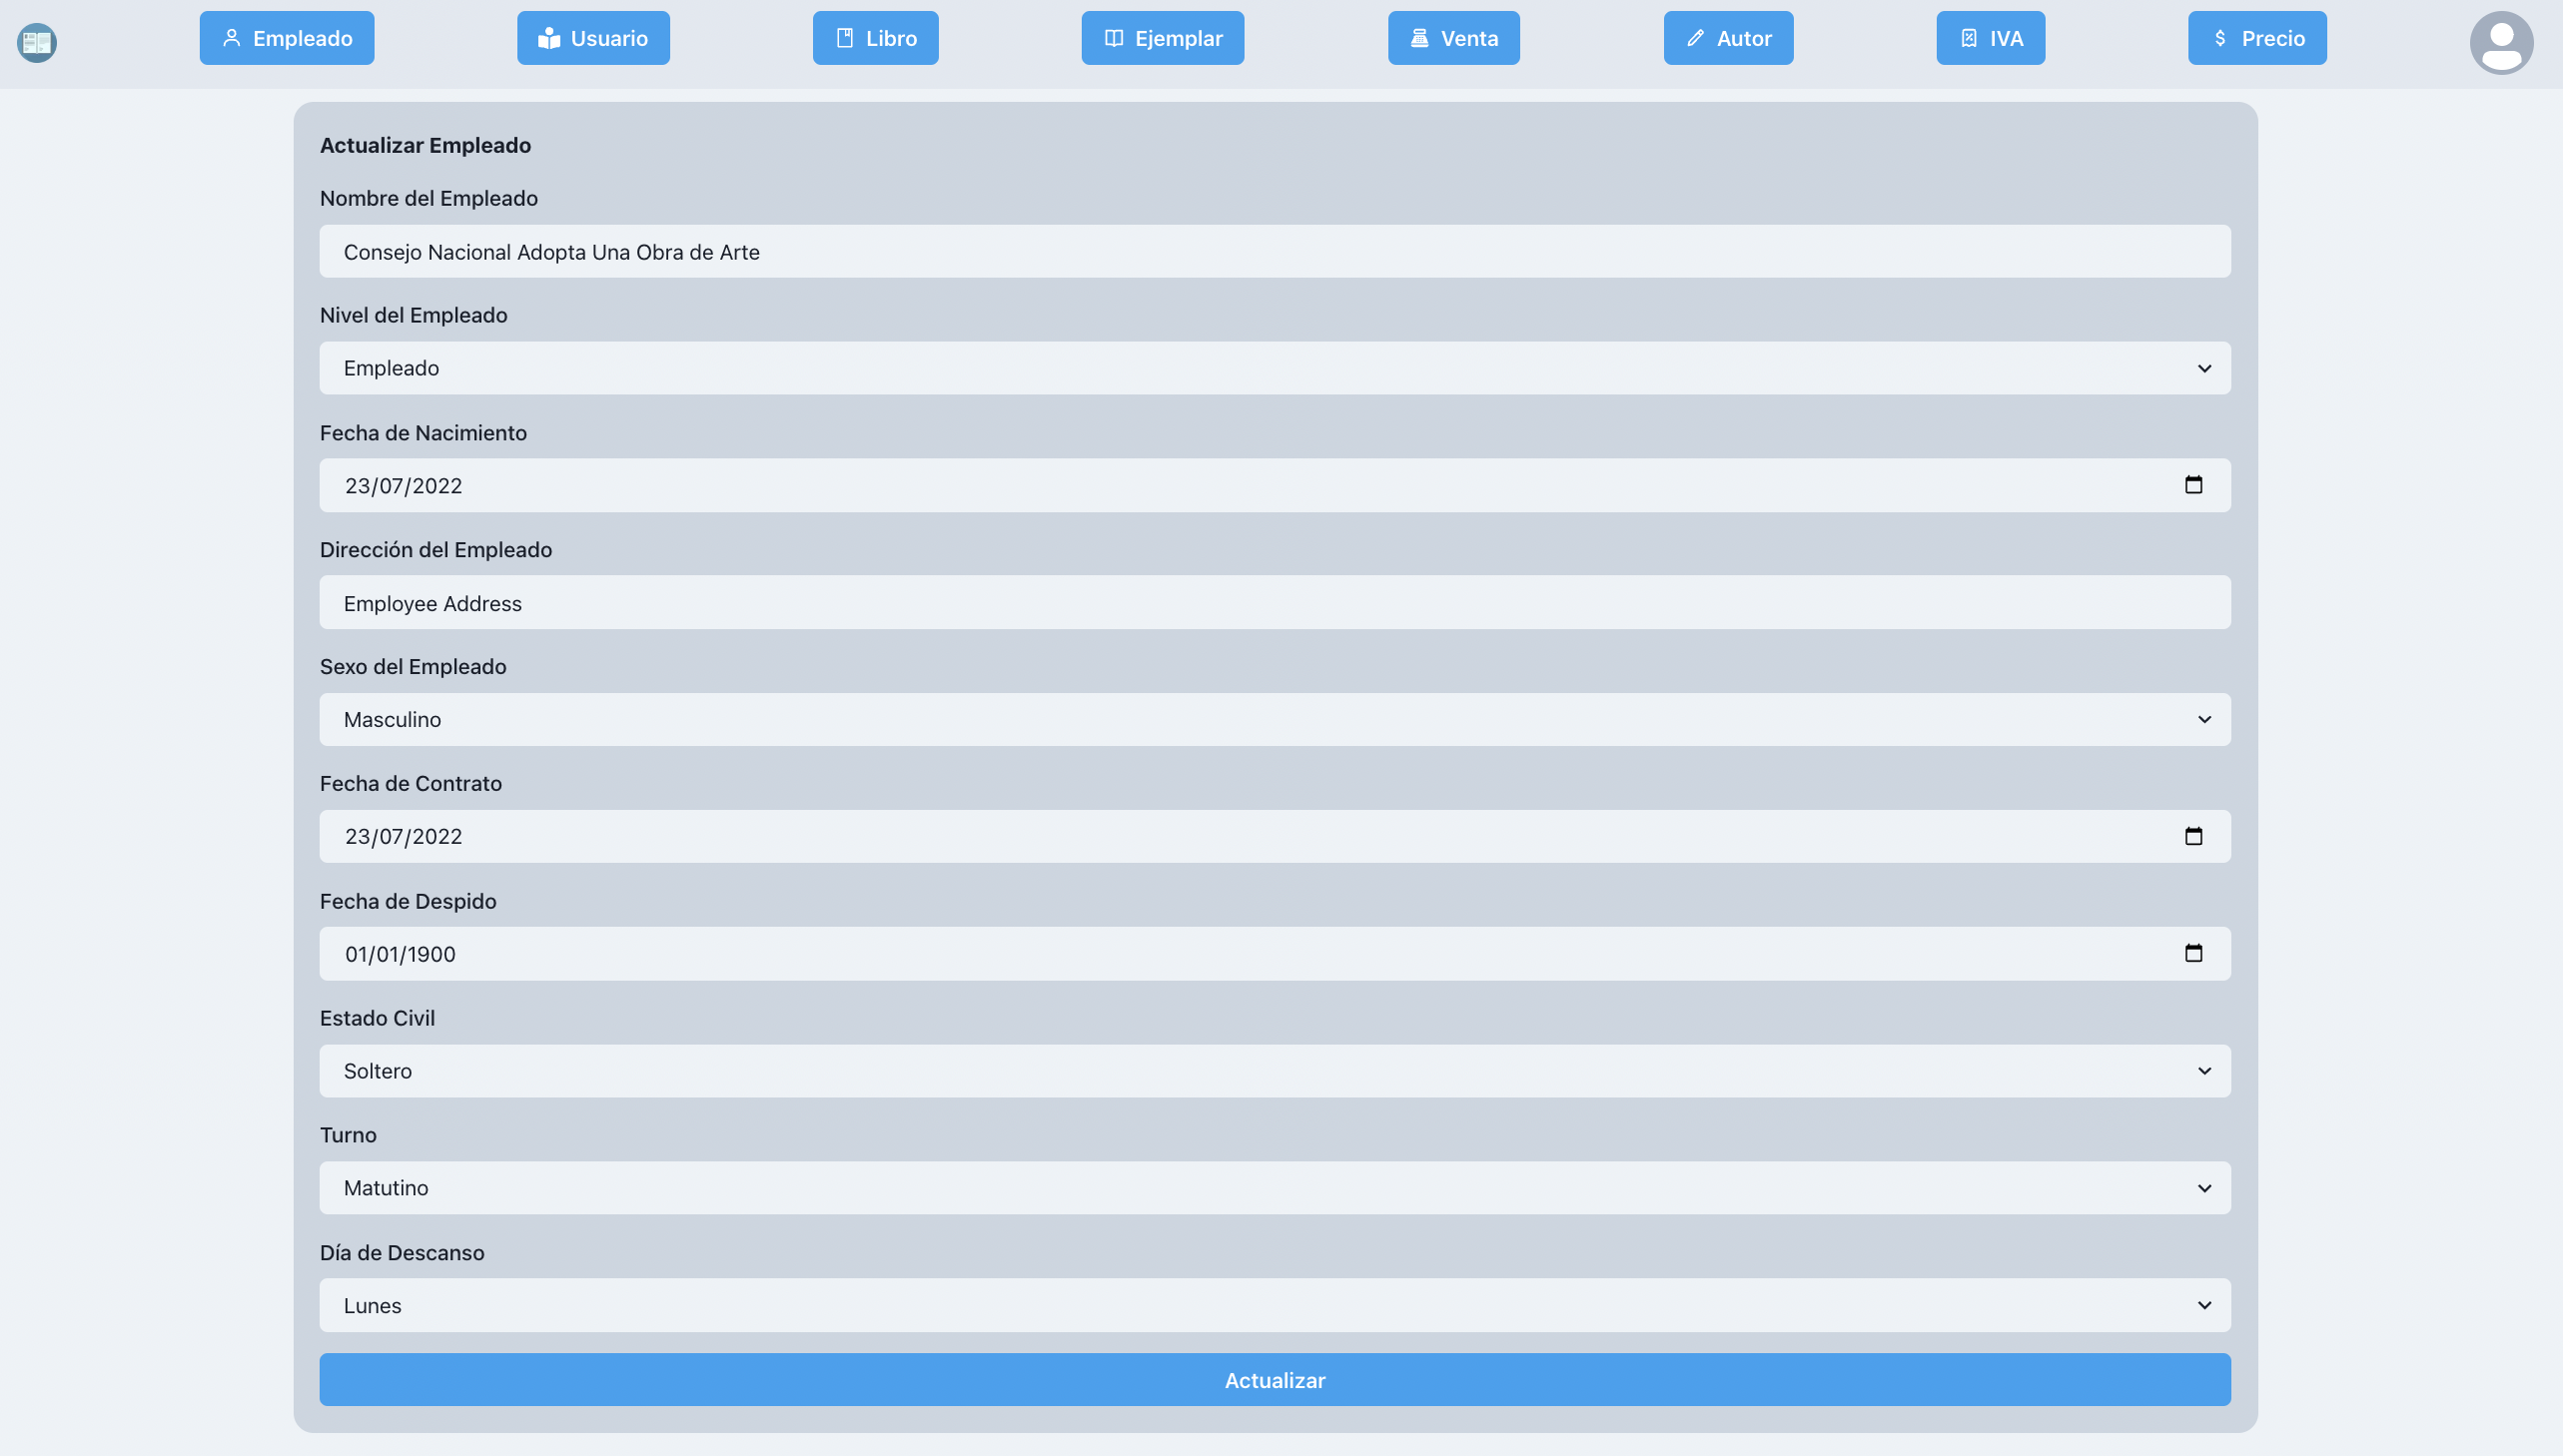 Empleado
Usuario
Libro
Ejemplar
Venta
Autor
IVA
Precio
Actualizar Empleado
Nombre del Empleado
Consejo Nacional Adopta Una Obra de Arte
Nivel del Empleado
Empleado
Fecha de Nacimiento
23/07/2022
Dirección del Empleado
Employee Address
Sexo del Empleado
Masculino
Fecha de Contrato
23/07/2022
Fecha de Despido
01/01/1900
Estado Civil
Soltero
Turno
Matutino
Día de Descanso
Lunes
Actualizar